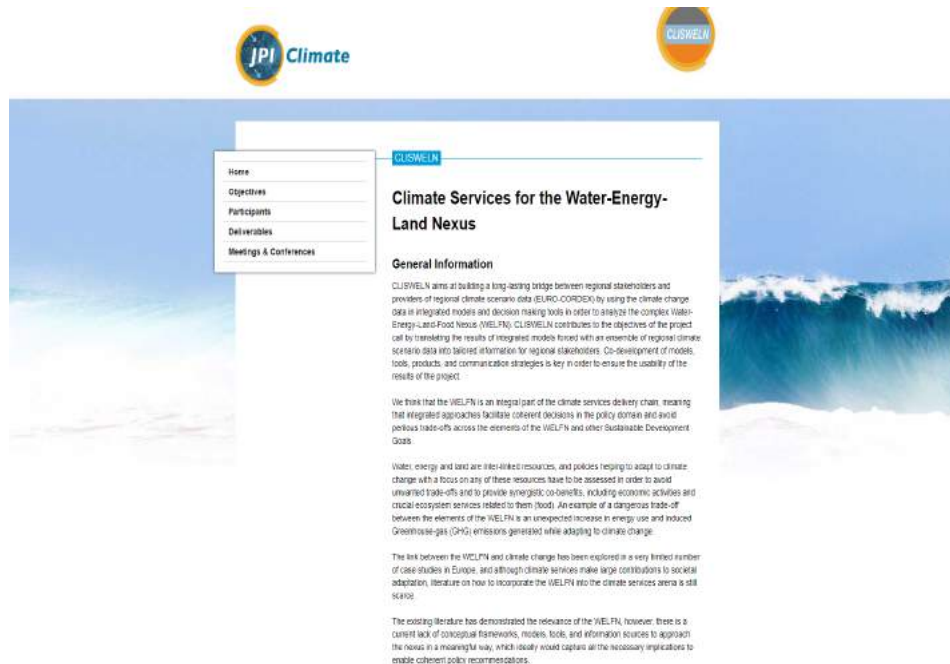 JPI Climate
CLISWELN
Home
Objectives
Participants
Deliverables
Meetings & Conferences
CLISWELN
Climate Services for the Water-Energy-
Land Nexus
General Information
CLISWELN aims at building a long-lasting bridge between regional stakeholders and
providers of regional climate scenario data (EURO-CORDEX) by using the climate change
data in integrated models and decision making tools in order to analyze the complex Water-
Energy-Land-Food Nexus (WELFN). CLISWELN contributes to the objectives of the project
call by translating the results of integrated models forced with an ensemble of regional climate
scenario data into tailored information for regional stakeholders. Co-development of models,
tools, products, and communication strategies is key in order to ensure the usability of the
results of the project.
We think that the WELFN is an integral part of the climate services delivery chain, meaning
that integrated approaches facilitate coherent decisions in the policy domain and avoid
perilous trade-offs across the elements of the WELFN and other Sustainable Development
Goals.
Water, energy and land are inter-linked resources, and policies helping to adapt to climate
change with a focus on any of these resources have to be assessed in order to avoid
unwanted trade-offs and to provide synergistic co-benefits, including economic activities and
crucial ecosystem services related to them (food). An example of a dangerous trade-off
between the elements of the WELFN is an unexpected increase in energy use and induced
Greenhouse-gas (GHG) emissions generated while adapting to climate change.
The link between the WELFN and climate change has been explored in a very limited number
of case studies in Europe, and although climate services make large contributions to societal
adaptation, literature on how to incorporate the WELFN into the climate services arena is still
scarce.
The existing literature has demonstrated the relevance of the WELFN, however, there is a
current lack of conceptual frameworks, models, tools, and information sources to approach
the nexus in a meaningful way, which ideally would capture all the necessary implications to
enable coherent policy recommendations.